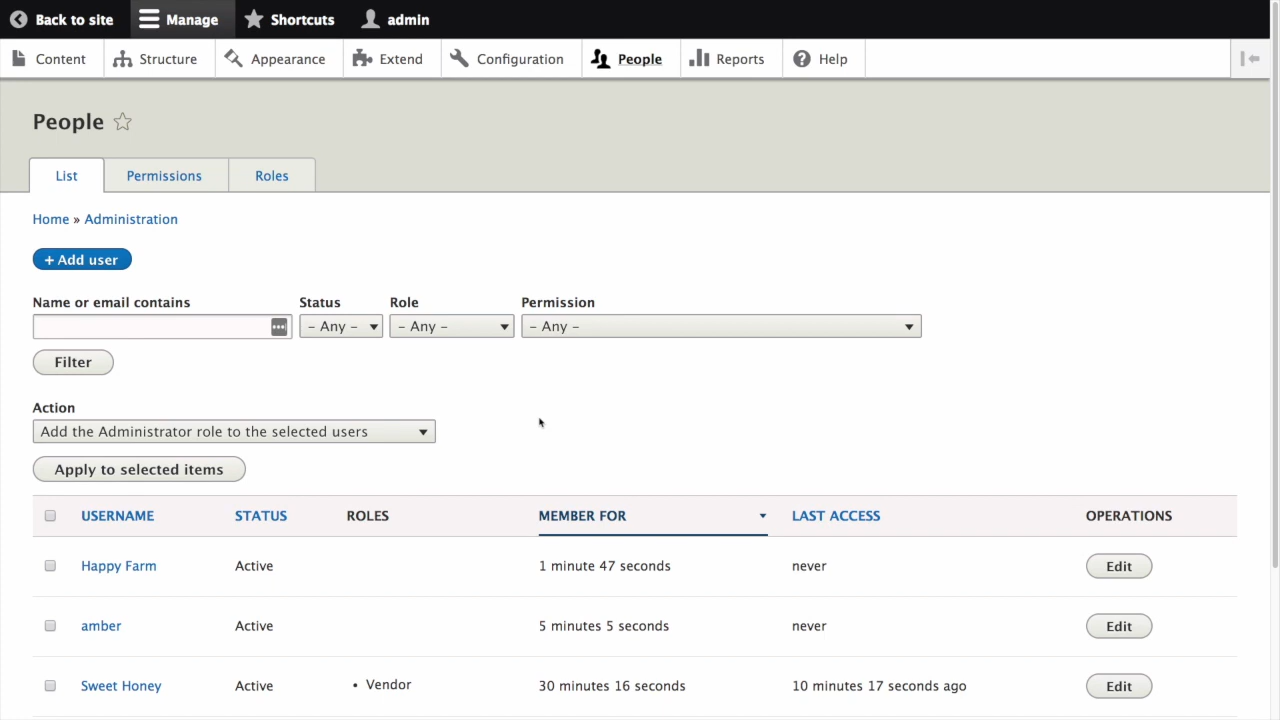 Back to site Manage Shortcuts admin
Content Structure Appearance Extend Configuration People Reports Help
People
List Permissions Roles
Home » Administration
+ Add user
Name or email contains Status Role Permission
– Any – – Any – – Any –
Filter
Action
Add the Administrator role to the selected users
Apply to selected items
USERNAME STATUS ROLES MEMBER FOR LAST ACCESS OPERATIONS
Happy Farm Active 1 minute 47 seconds never Edit
amber Active 5 minutes 5 seconds never Edit
Sweet Honey Active • Vendor 30 minutes 16 seconds 10 minutes 17 seconds ago Edit